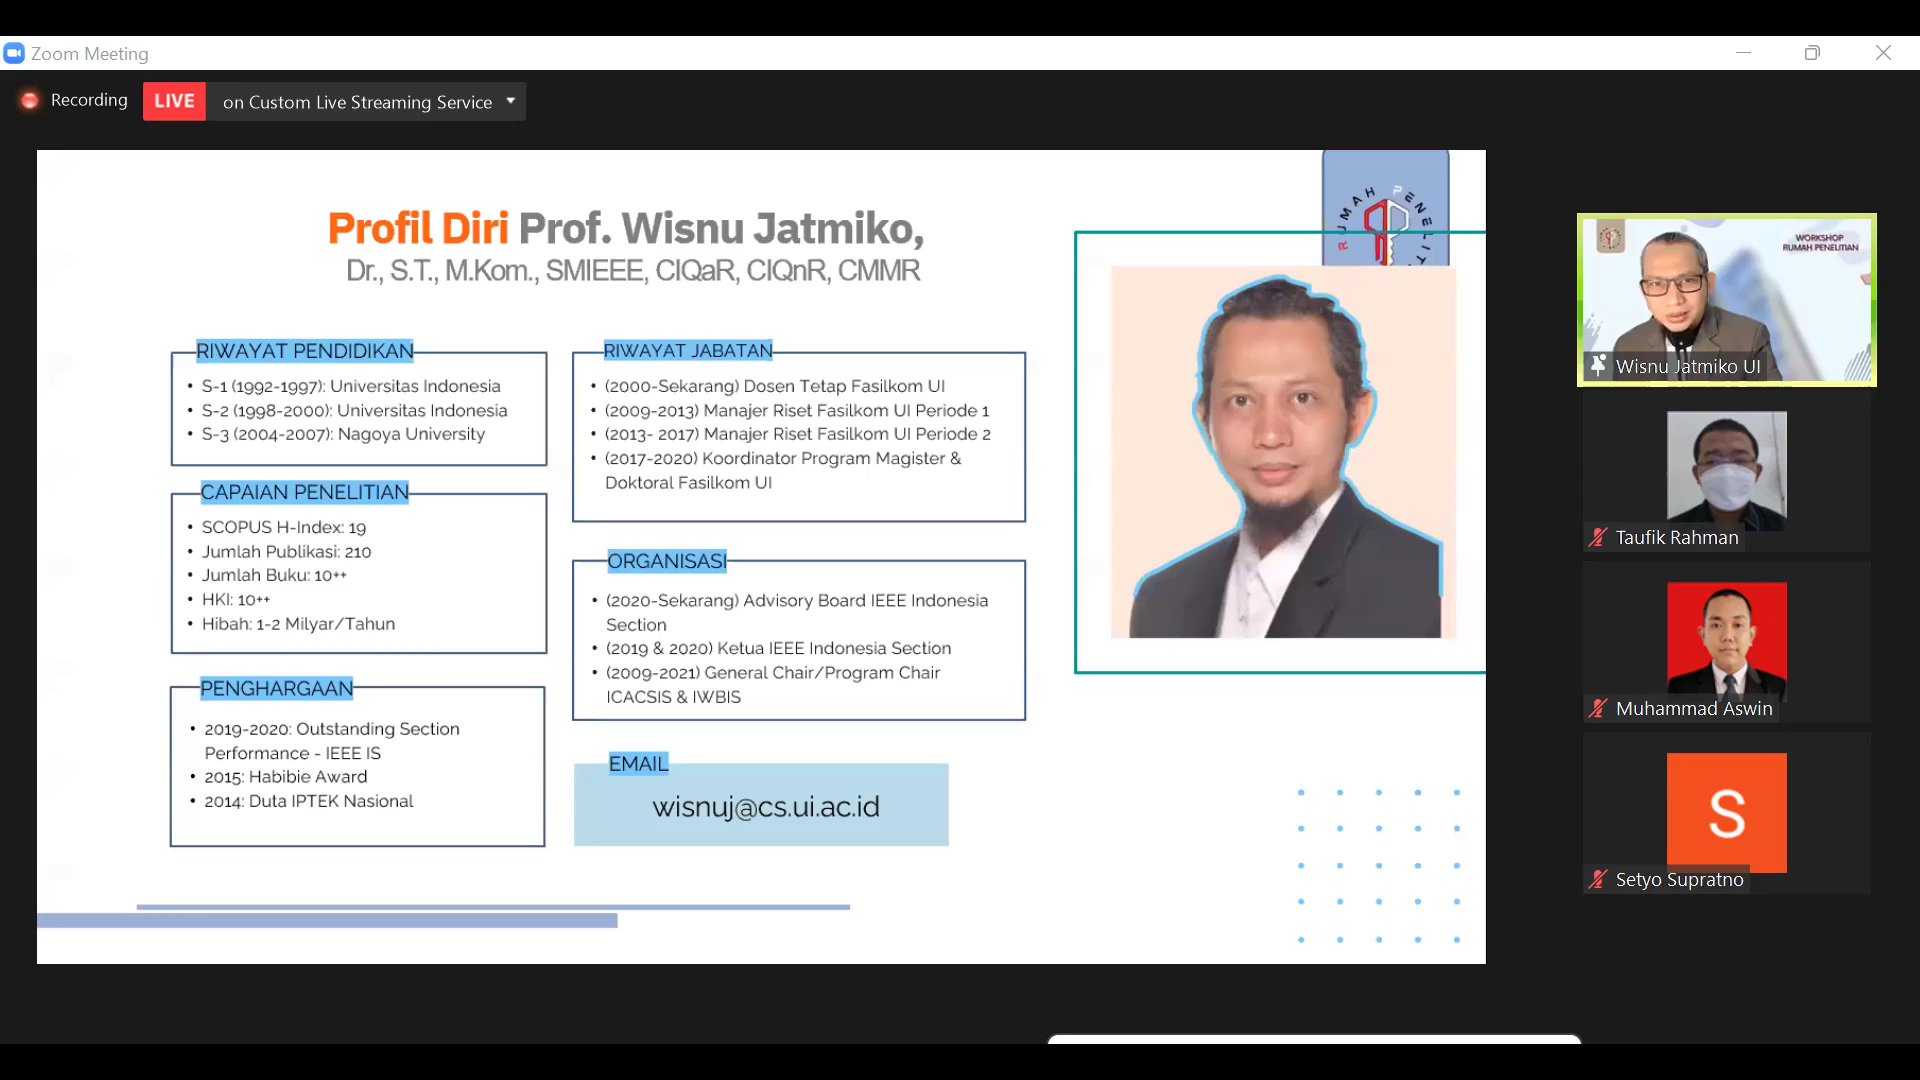 Zoom Meeting
Recording
LIVE
on Custom Live Streaming Service
Profil Diri Prof. Wisnu Jatmiko,
Dr., S.T., M.Kom., SMIEEE, CIQaR, CIQnR, CMMR
RUMAH PENELITI
RIWAYAT PENDIDIKAN
• S-1 (1992-1997): Universitas Indonesia
• S-2 (1998-2000): Universitas Indonesia
• S-3 (2004-2007): Nagoya University
CAPAIAN PENELITIAN
• SCOPUS H-Index: 19
• Jumlah Publikasi: 210
• Jumlah Buku: 10++
• HKI: 10++
• Hibah: 1-2 Milyar/Tahun
PENGHARGAAN
• 2019-2020: Outstanding Section
Performance - IEEE IS
• 2015: Habibie Award
• 2014: Duta IPTEK Nasional
RIWAYAT JABATAN
• (2000-Sekarang) Dosen Tetap Fasilkom UI
• (2009-2013) Manajer Riset Fasilkom UI Periode 1
• (2013- 2017) Manajer Riset Fasilkom UI Periode 2
• (2017-2020) Koordinator Program Magister &
Doktoral Fasilkom UI
ORGANISASI
• (2020-Sekarang) Advisory Board IEEE Indonesia
Section
• (2019 & 2020) Ketua IEEE Indonesia Section
• (2009-2021) General Chair/Program Chair
ICACSIS & IWBIS
EMAIL
wisnuj@cs.ui.ac.id
WORKSHOP
RUMAH PENELITIAN
Wisnu Jatmiko UI
Taufik Rahman
Muhammad Aswin
S
Setyo Supratno